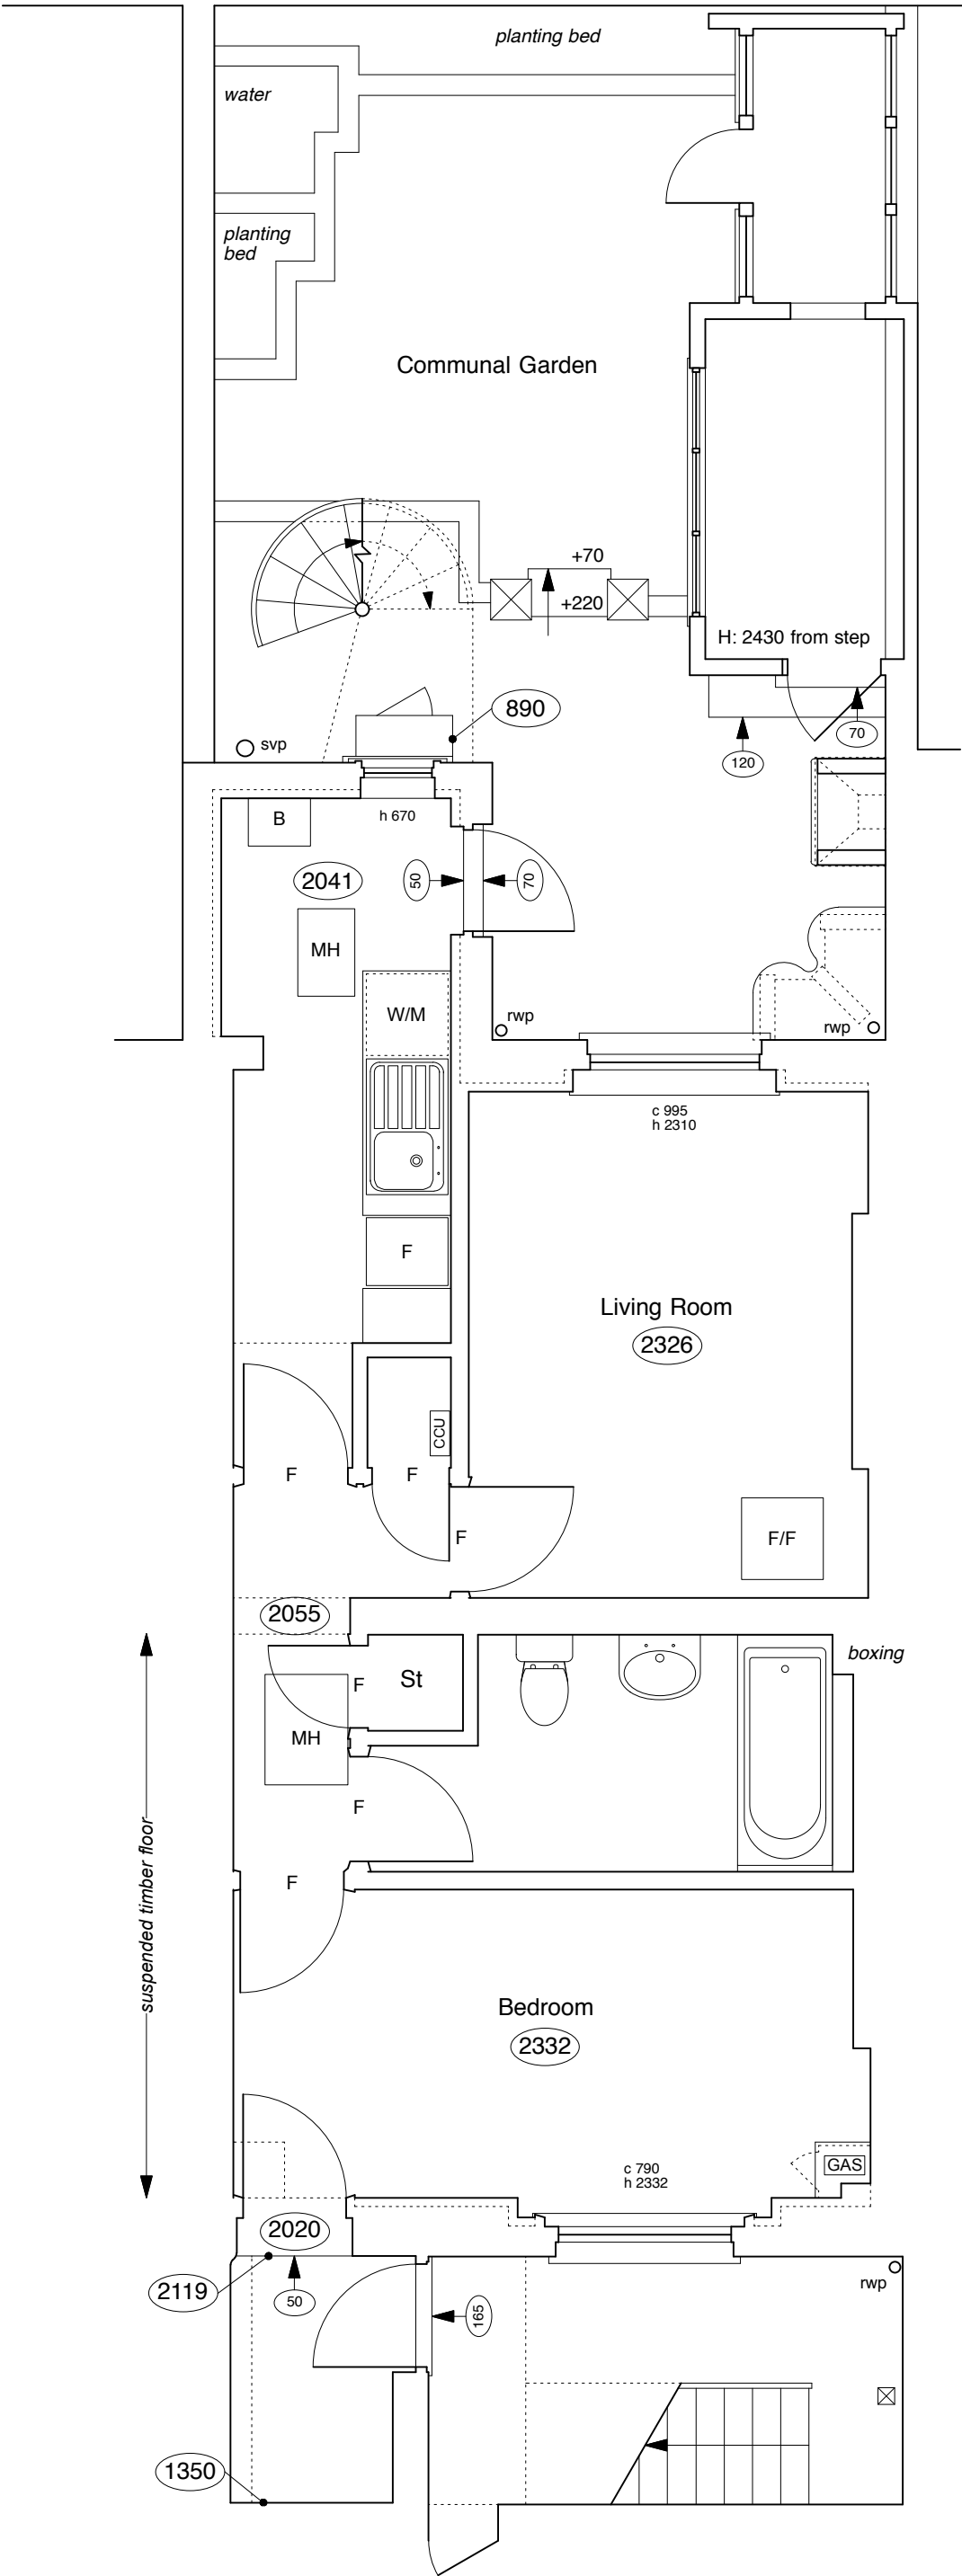 planting bed
water
planting
bed
Communal Garden
+70
+220
H: 2430 from step
890
svp
70
120
B
h 670
2041
50
70
MH
W/M
rwp
rwp
c 995
h 2310
F
Living Room
2326
CCU
F
F
F
F/F
2055
boxing
F
St
MH
F
suspended timber floor
F
Bedroom
2332
GAS
c 790
h 2332
2020
2119
50
165
rwp
1350